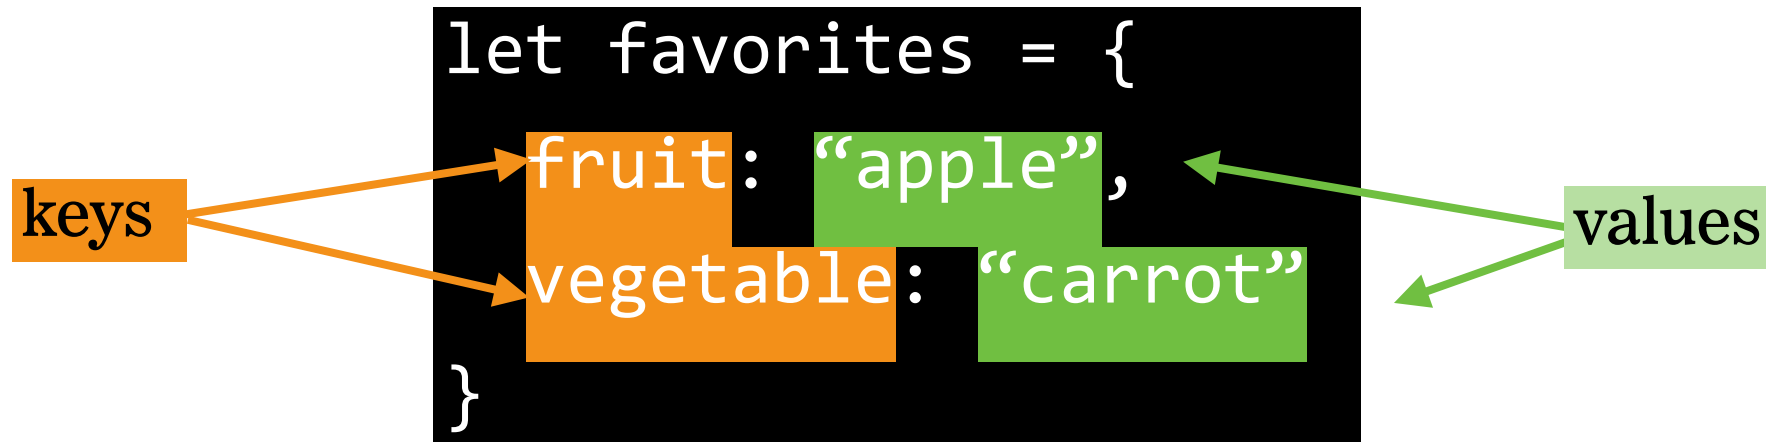 let favorites = {
fruit: “apple”,
keys
values
vegetable: “carrot”
}